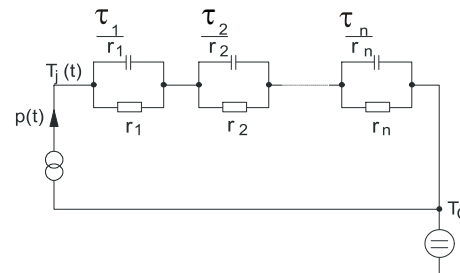 τ1/r1
τ2/r2
τn/rn
Tj(t)
p(t)
r1
r2
rn